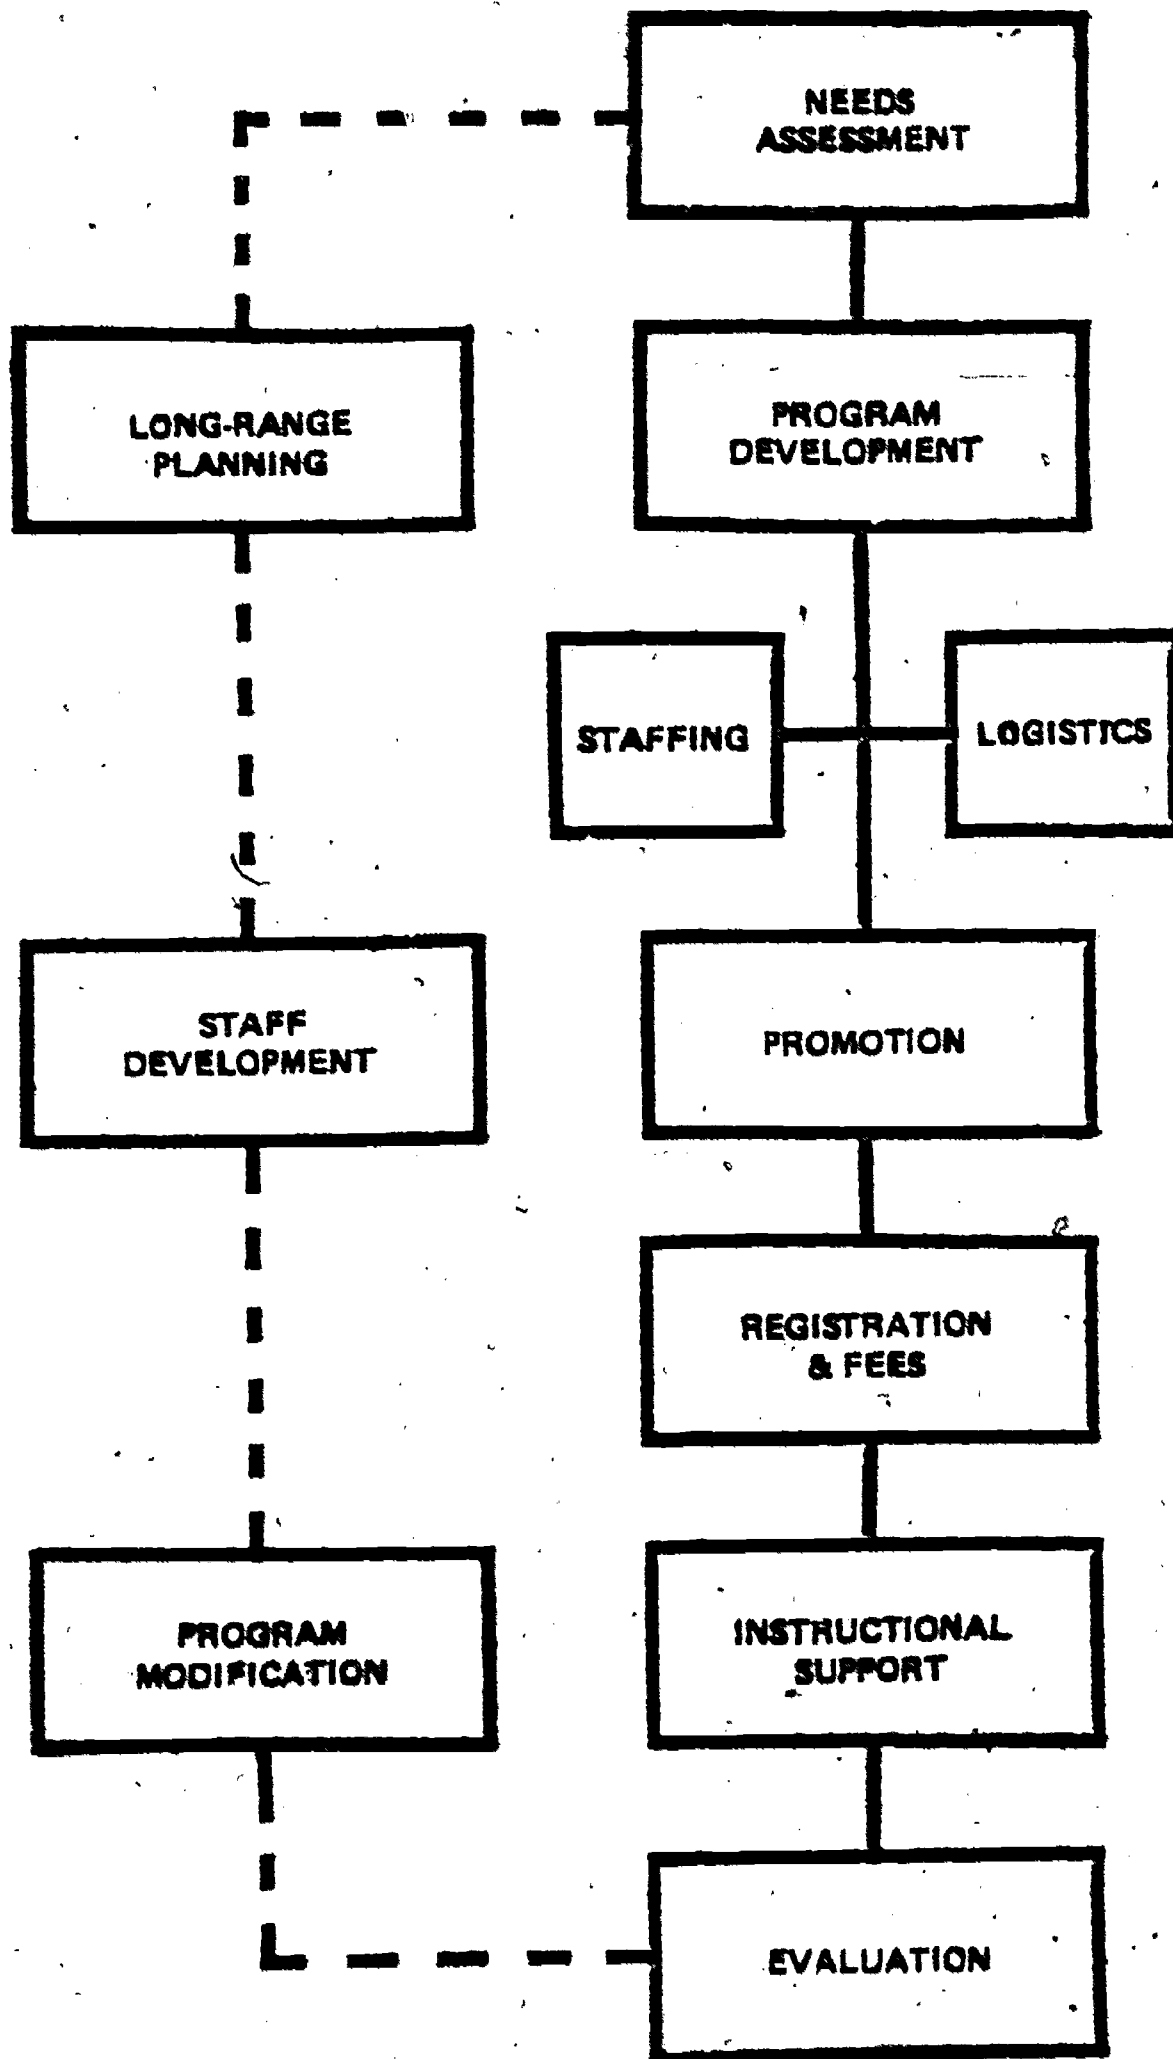 NEEDS
ASSESSMENT
LONG-RANGE
PLANNING
PROGRAM
DEVELOPMENT
STAFFING
LOGISTICS
STAFF
DEVELOPMENT
PROMOTION
REGISTRATION
& FEES
PROGRAM
MODIFICATION
INSTRUCTIONAL
SUPPORT
EVALUATION